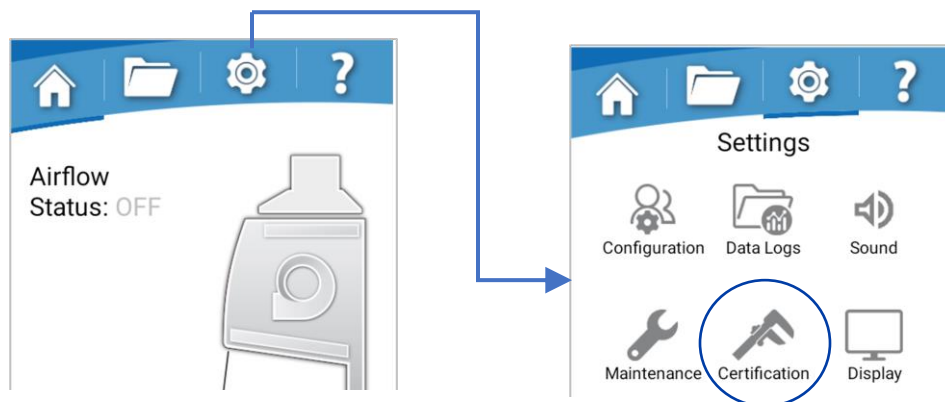 ?
Airflow
Status: OFF
?
Settings
Configuration Data Logs Sound
Maintenance Certification Display